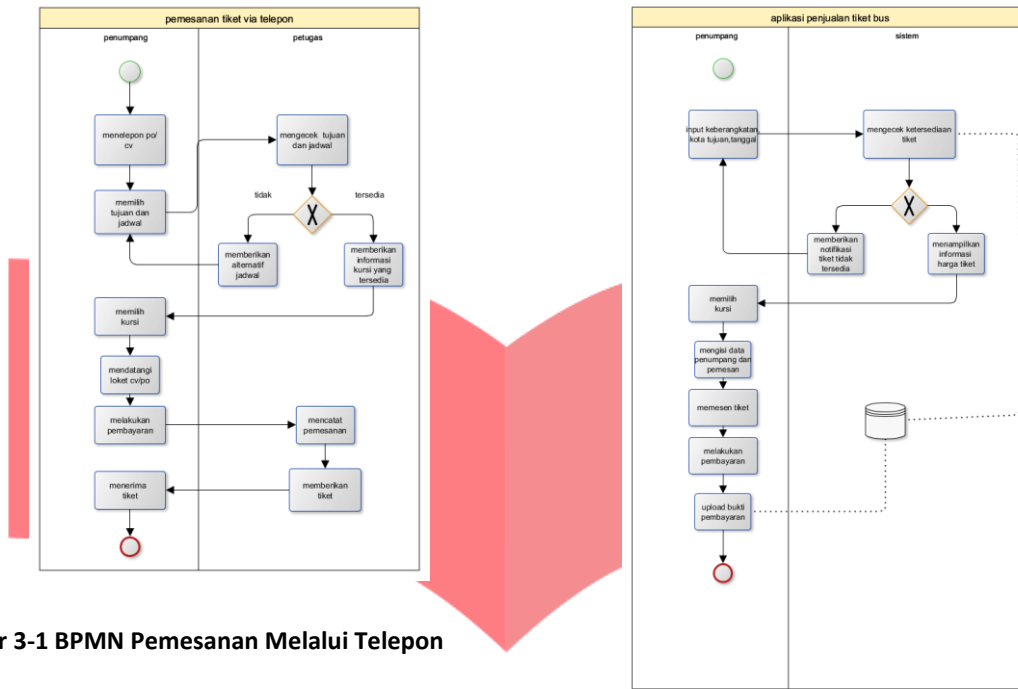 pemesanan tiket via telepon
penumpang
petugas
menelepon po/
cv
mengecek tujuan
dan jadwal
memilih
tujuan dan
jadwal
tidak
tersedia
X
memberikan
alternatif
jadwal
memberikan
informasi
kursi yang
tersedia
memilih
kursi
mendatangi
loket cv/po
melakukan
pembayaran
mencatat
pemesanan
menerima
tiket
memberikan
tiket
r 3-1 BPMN Pemesanan Melalui Telepon
aplikasi penjualan tiket bus
penumpang
sistem
input keberangkatan,
kota tujuan,tanggal
mengecek ketersediaan
tiket
X
memberikan
notifikasi
tiket tidak
tersedia
menampilkan
informasi
harga tiket
memilih
kursi
mengisi data
penumpang dan
pemesan
memesen tiket
melakukan
pembayaran
upload bukti
pembayaran